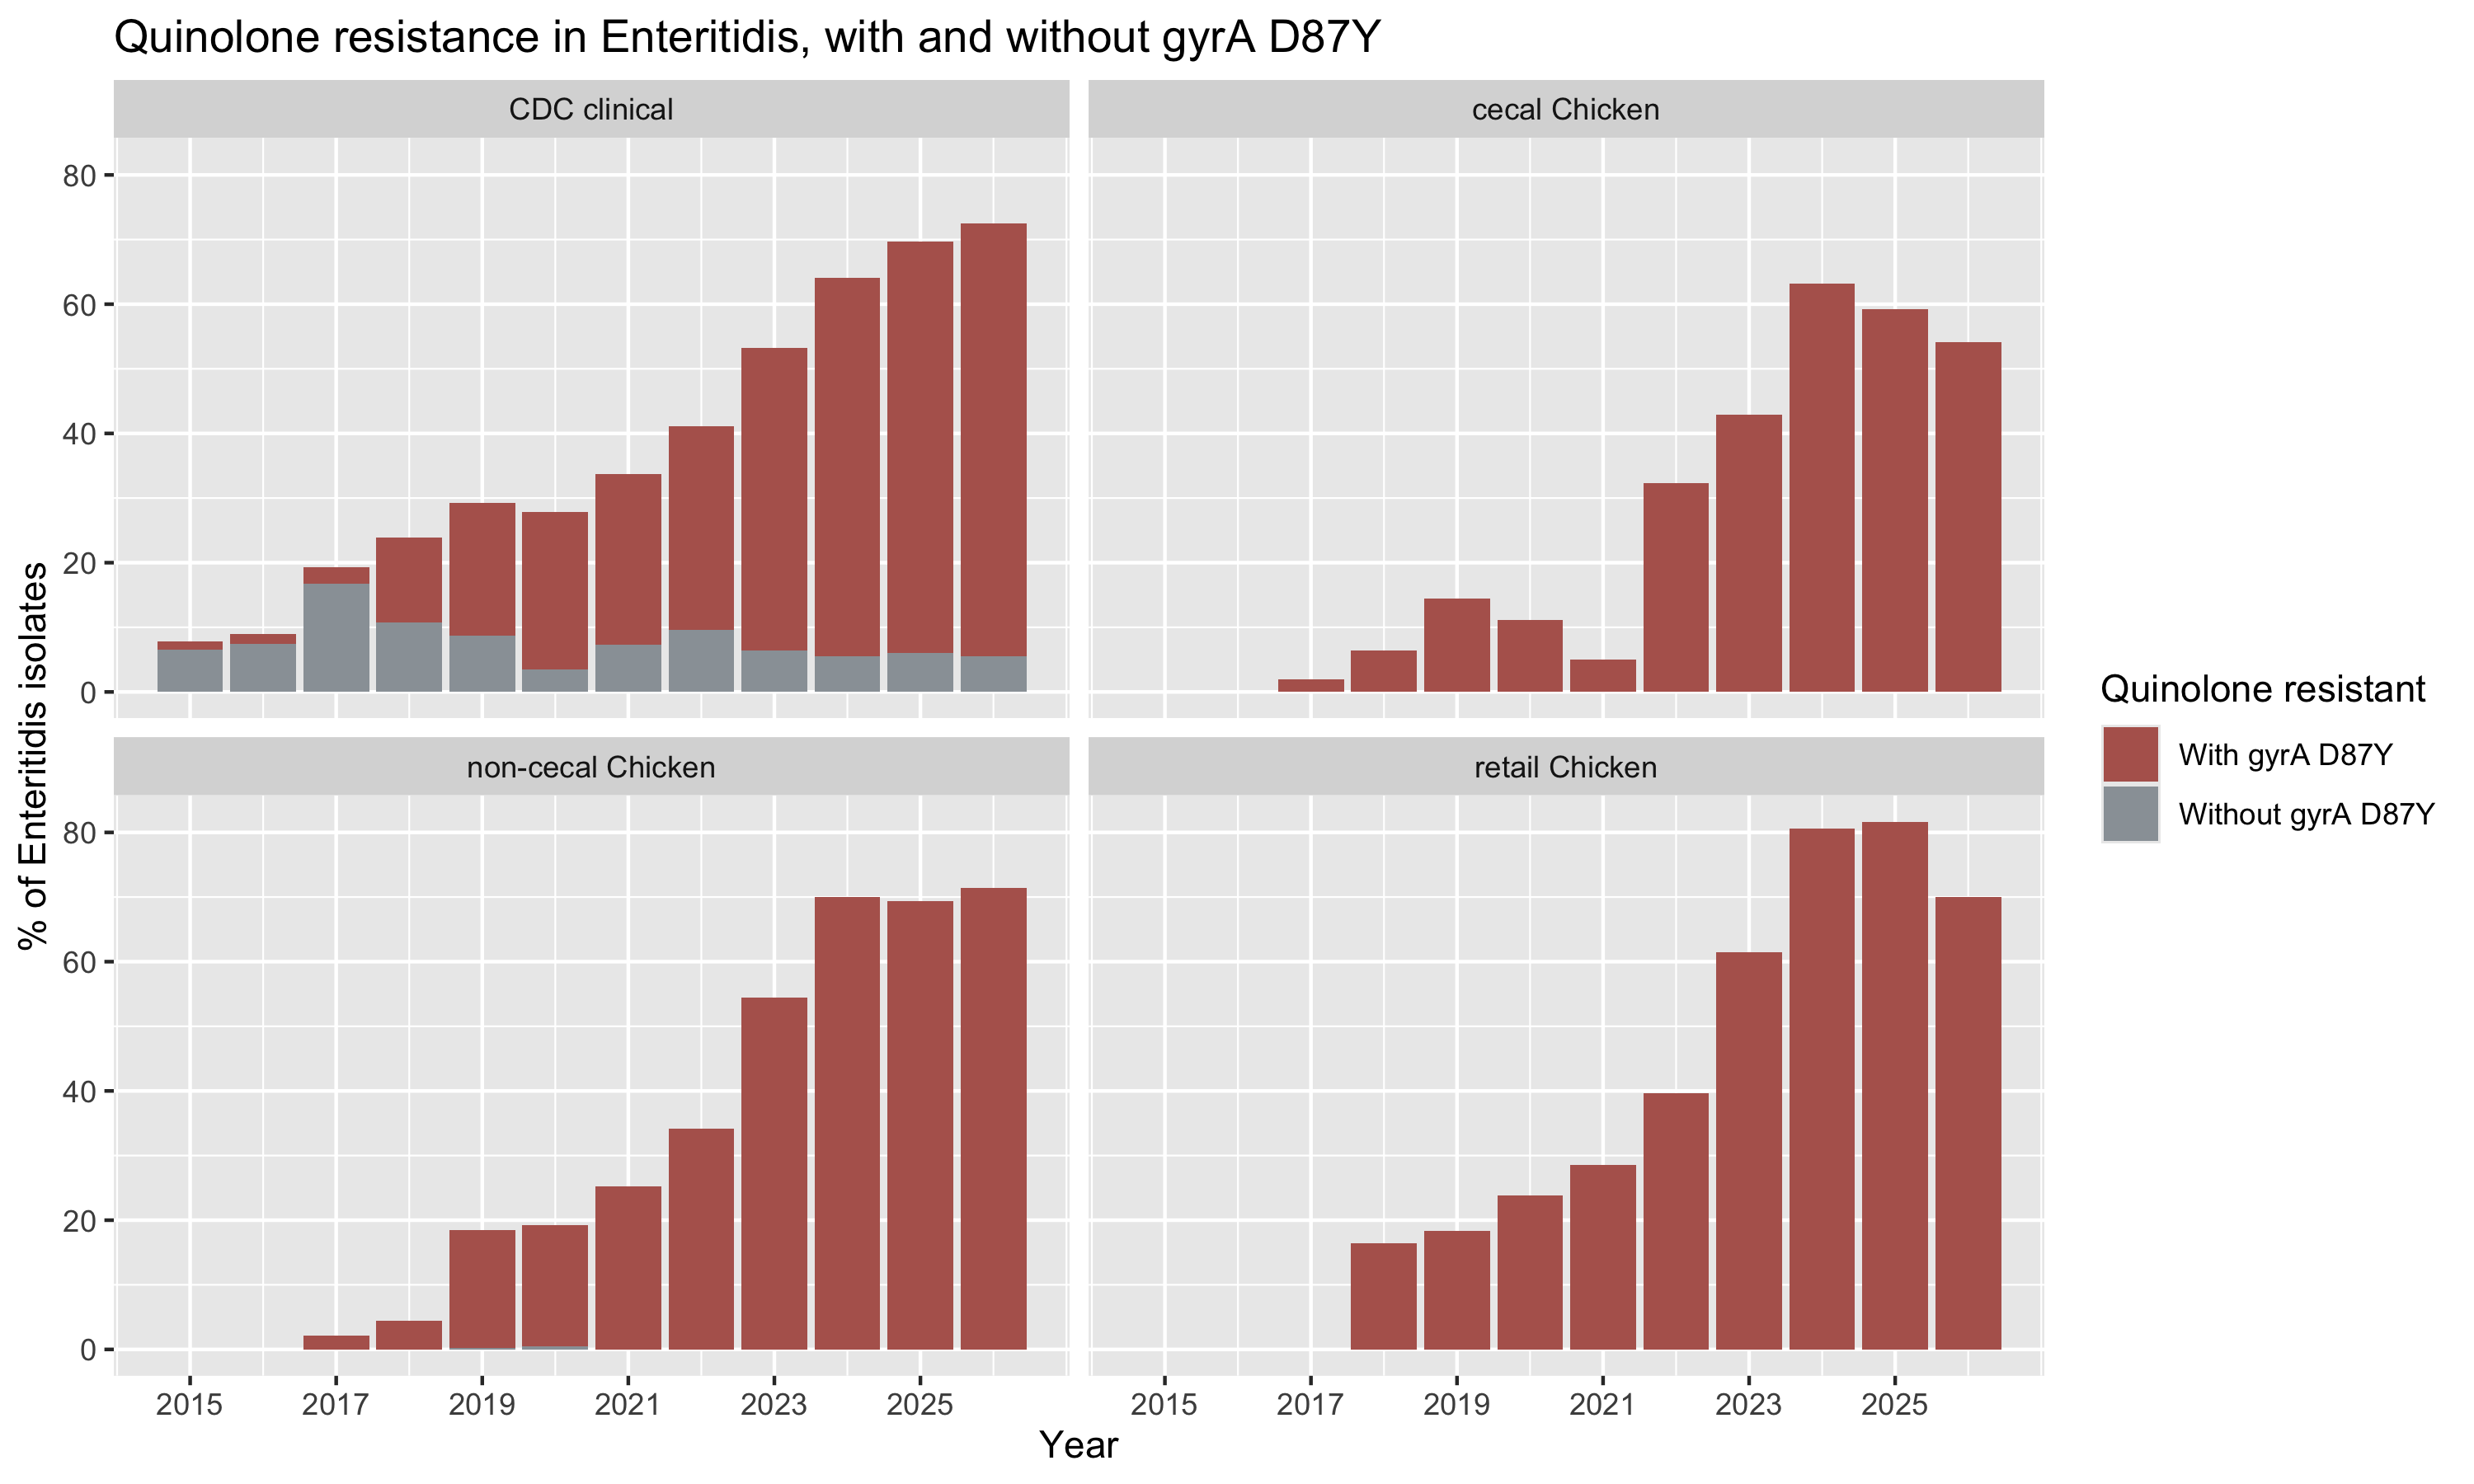 Quinolone resistance in Enteritidis, with and without gyrA D87Y
CDC clinical
cecal Chicken
80
60
40
20
0
non-cecal Chicken
retail Chicken
80
60
40
20
0
% of Enteritidis isolates
2015 2017 2019 2021 2023 2025
2015 2017 2019 2021 2023 2025
Year
Quinolone resistant
With gyrA D87Y
Without gyrA D87Y